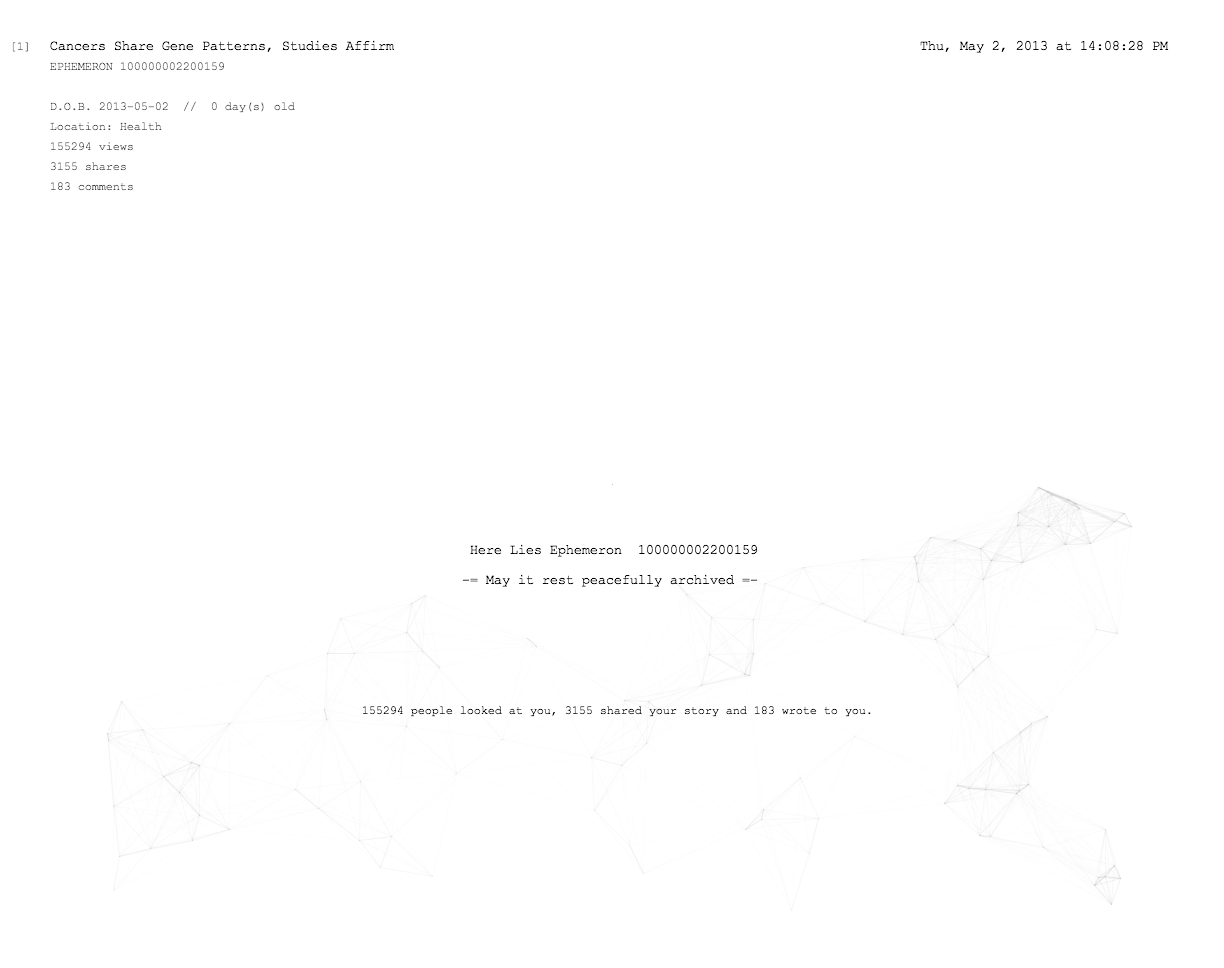 [1] Cancers Share Gene Patterns, Studies Affirm Thu, May 2, 2013 at 14:08:28 PM
EPHEMERON 100000002200159
D.O.B. 2013-05-02 // 0 day(s) old
Location: Health
155294 views
3155 shares
183 comments
Here Lies Ephemeron 100000002200159
-= May it rest peacefully archived =-
155294 people looked at you, 3155 shared your story and 183 wrote to you.